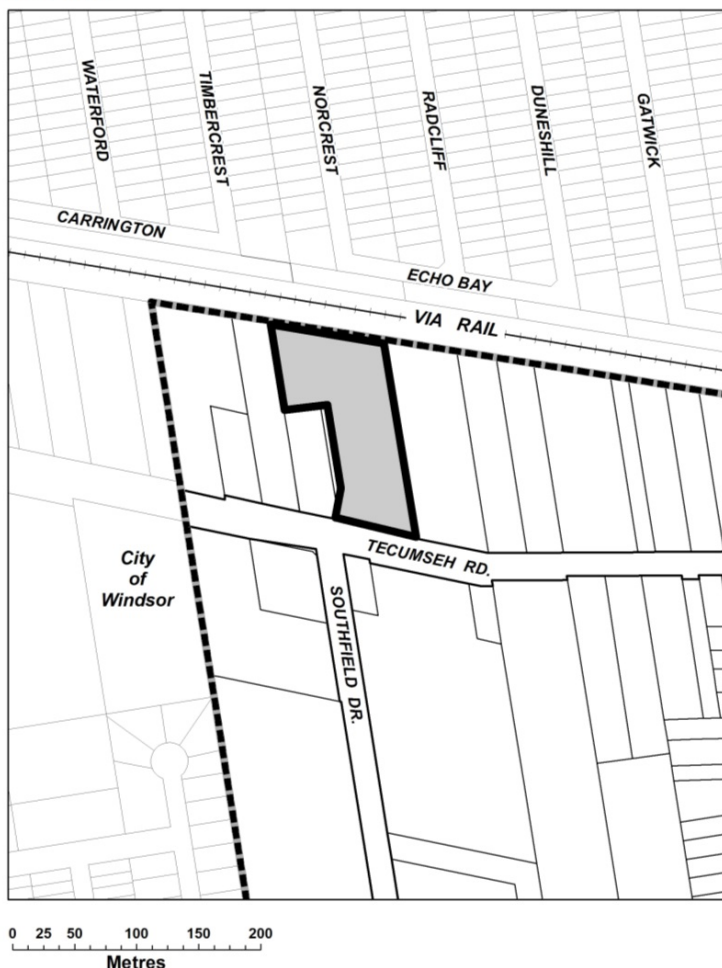 WATERFORD
TIMBERCREST
NORCREST
RADCLIFF
DUNESHILL
GATWICK
CARRINGTON
ECHO BAY
VIA RAIL
TECUMSEH RD.
City
of
Windsor
SOUTHFIELD DR.
0 25 50 100 150 200
Metres